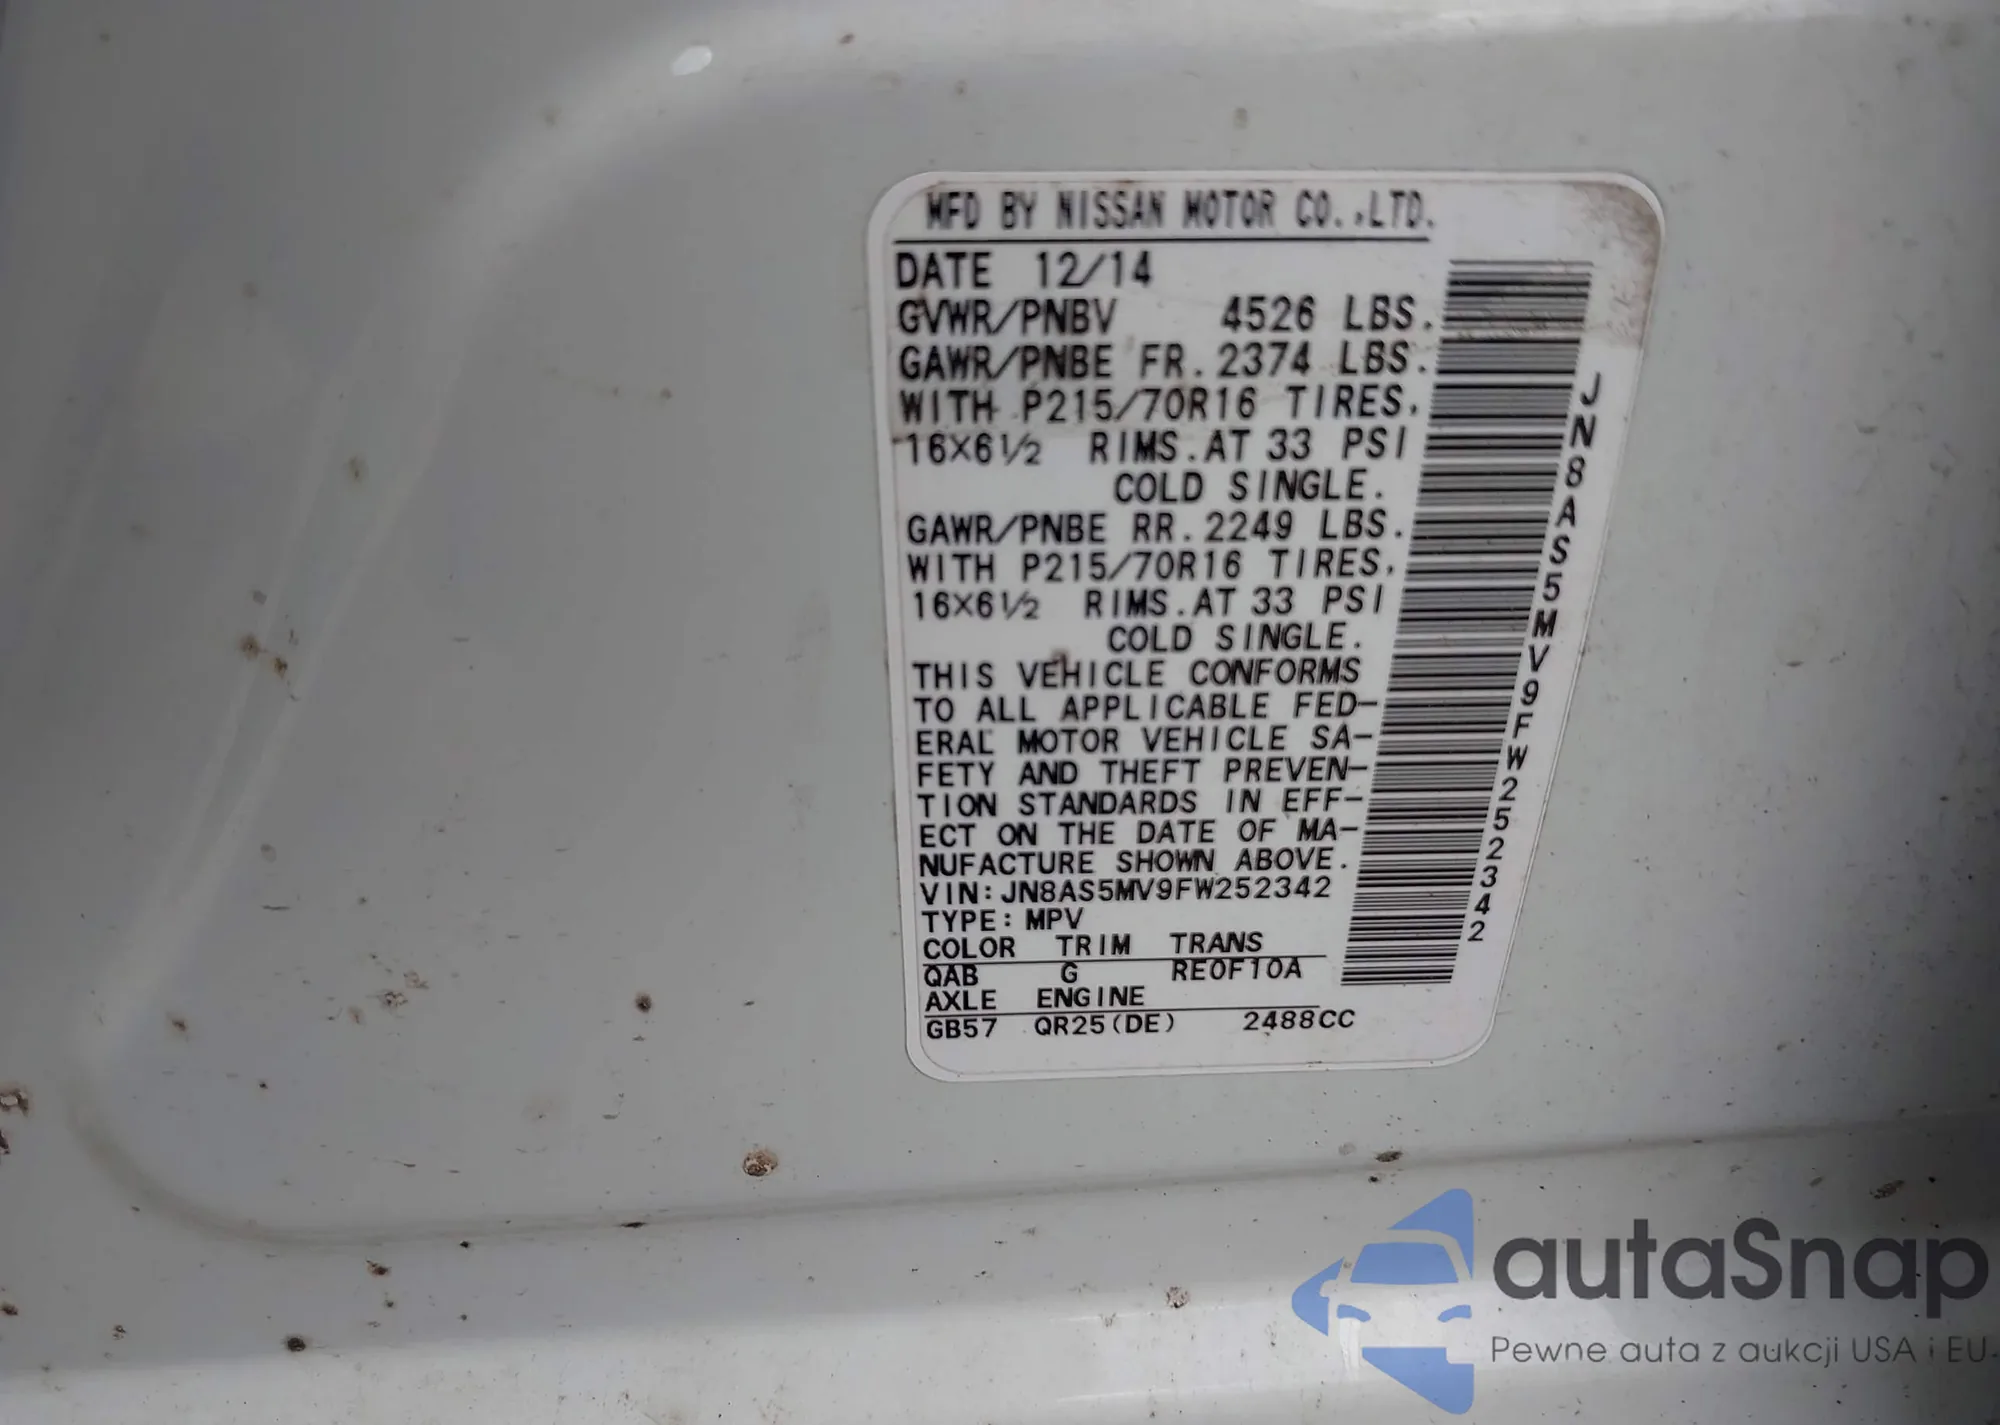 MFD BY NISSAN MOTOR CO.,LTD.
DATE 12/14
GVWR/PNBV 4526 LBS.
GAWR/PNBE FR. 2374 LBS.
WITH P215/70R16 TIRES,
16×6½ RIMS.AT 33 PSI
COLD SINGLE.
GAWR/PNBE RR. 2249 LBS.
WITH P215/70R16 TIRES,
16×6½ RIMS.AT 33 PSI
COLD SINGLE.
THIS VEHICLE CONFORMS
TO ALL APPLICABLE FED-
ERAL MOTOR VEHICLE SA-
FETY AND THEFT PREVEN-
TION STANDARDS IN EFF-
ECT ON THE DATE OF MA-
NUFACTURE SHOWN ABOVE.
VIN:JN8AS5MV9FW252342
TYPE:MPV
COLOR TRIM TRANS
QAB G RE0F10A
AXLE ENGINE
GB57 QR25(DE) 2488CC
JN8AS5MV9FW252342
autaSnap
Pewne auta z aukcji USA i EU